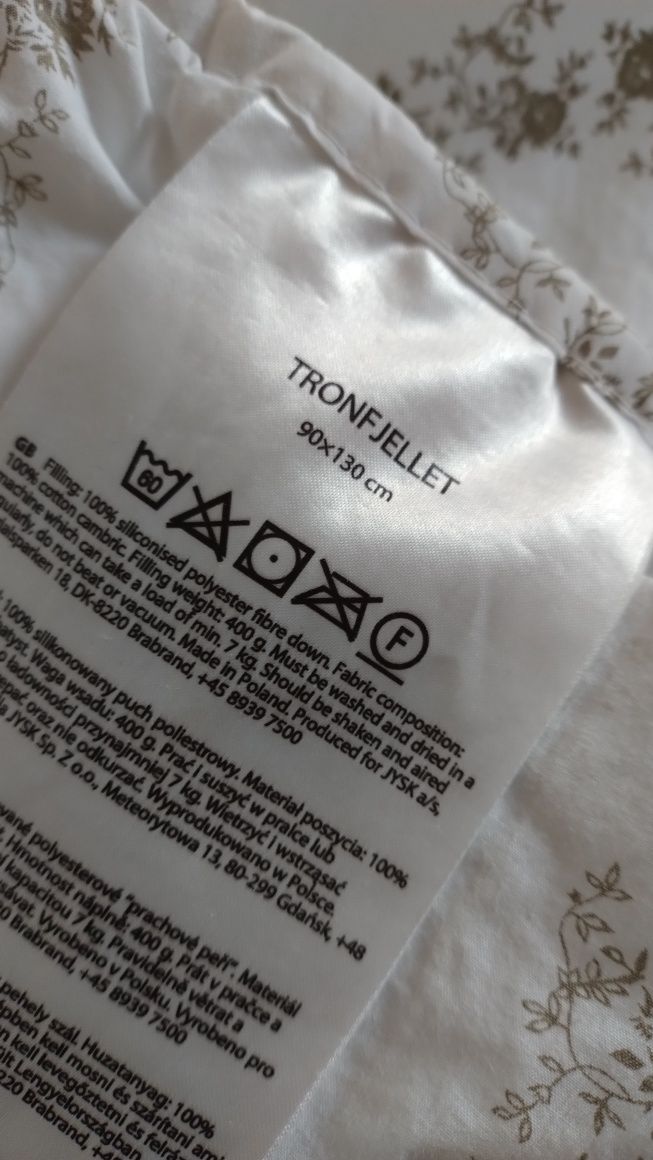 TRONFJELLET
90x130 cm
60
F
GB Filling: 100% siliconised polyester fibre down. Fabric composition:
100% cotton cambric. Filling weight: 400 g. Must be washed and dried in a
machine which can take a load of min. 7 kg. Should be shaken and aired
do not beat or vacuum. Made in Poland. Produced for JYSK a/s,
18, DK-8220 Brabrand, +45 8939 7500
100% silikonowany puch poliestrowy. Materiał poszycia: 100%
Waga wsadu: 400 g. Prać i suszyć w pralce lub
ładowności przynajmniej 7 kg. Wietrzyć i wstrząsać
oraz nie odkurzać. Wyprodukowano w Polsce.
JYSK Sp. Z o.o., Meteorytowa 13, 80-299 Gdańsk, +48
polyesterové "prachové peří". Materiál
Hmotnost náplně: 400 g. Prát v pračce a
kapacitou 7 kg. Pravidelně větrat a
Vyrobeno v Polsku. Vyrobeno pro
Brabrand, +45 8939 7500
pehely szál. Huzatanyag: 100%
kell mosni és szárítani
kell levegőztetni és
Lengyelországban
8220 Brabrand,